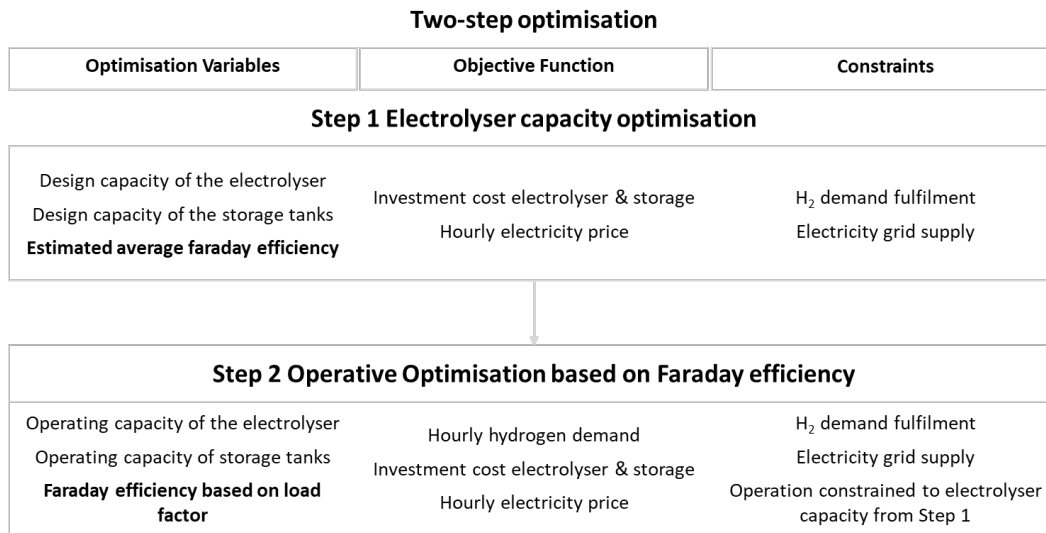 Two-step optimisation
Optimisation Variables
Objective Function
Constraints
Step 1 Electrolyser capacity optimisation
Design capacity of the electrolyser
Design capacity of the storage tanks
Estimated average faraday efficiency
Investment cost electrolyser & storage
Hourly electricity price
H₂ demand fulfilment
Electricity grid supply
Step 2 Operative Optimisation based on Faraday efficiency
Operating capacity of the electrolyser
Operating capacity of storage tanks
Faraday efficiency based on load
factor
Hourly hydrogen demand
Investment cost electrolyser & storage
Hourly electricity price
H₂ demand fulfilment
Electricity grid supply
Operation constrained to electrolyser
capacity from Step 1